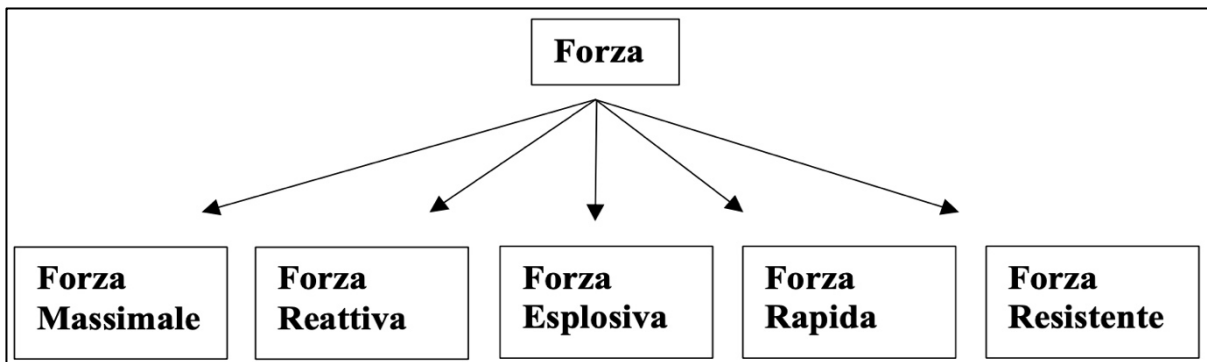 Forza
Forza
Massimale
Forza
Reattiva
Forza
Esplosiva
Forza
Rapida
Forza
Resistente